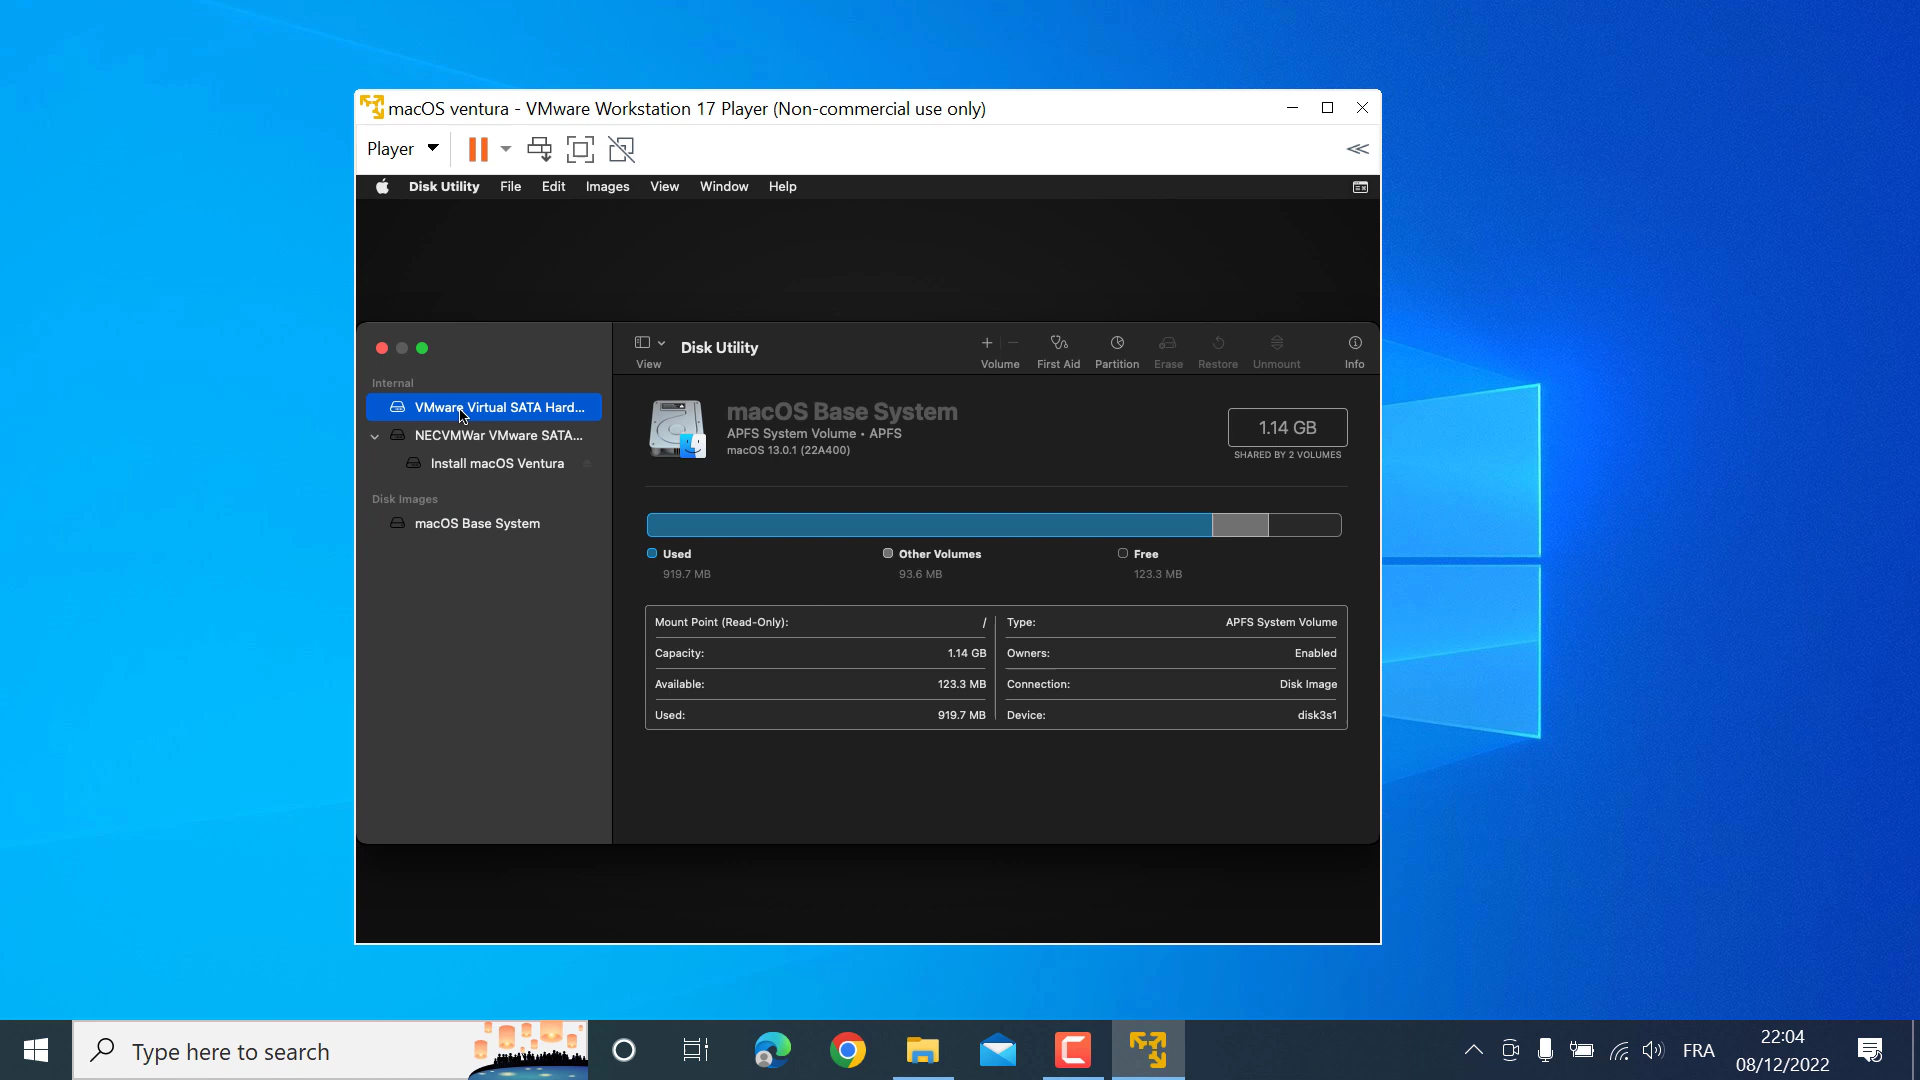 macOS ventura - VMware Workstation 17 Player (Non-commercial use only)
Player
Disk Utility File Edit Images View Window Help
View
Disk Utility
Volume First Aid Partition Erase Restore Unmount Info
Internal
VMware Virtual SATA Hard...
NECVMWar VMware SATA...
Install macOS Ventura
Disk Images
macOS Base System
macOS Base System
APFS System Volume • APFS
macOS 13.0.1 (22A400)
1.14 GB
SHARED BY 2 VOLUMES
Used Other Volumes Free
919.7 MB 93.6 MB 123.3 MB
Mount Point (Read-Only): / Type: APFS System Volume
Capacity: 1.14 GB Owners: Enabled
Available: 123.3 MB Connection: Disk Image
Used: 919.7 MB Device: disk3s1
Type here to search
FRA
22:04
08/12/2022